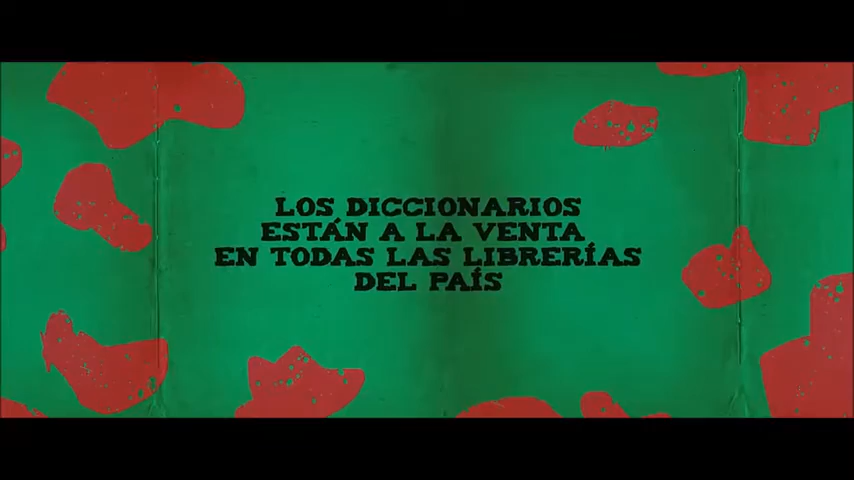 LOS DICCIONARIOS
ESTÁN A LA VENTA
EN TODAS LAS LIBRERÍAS
DEL PAÍS